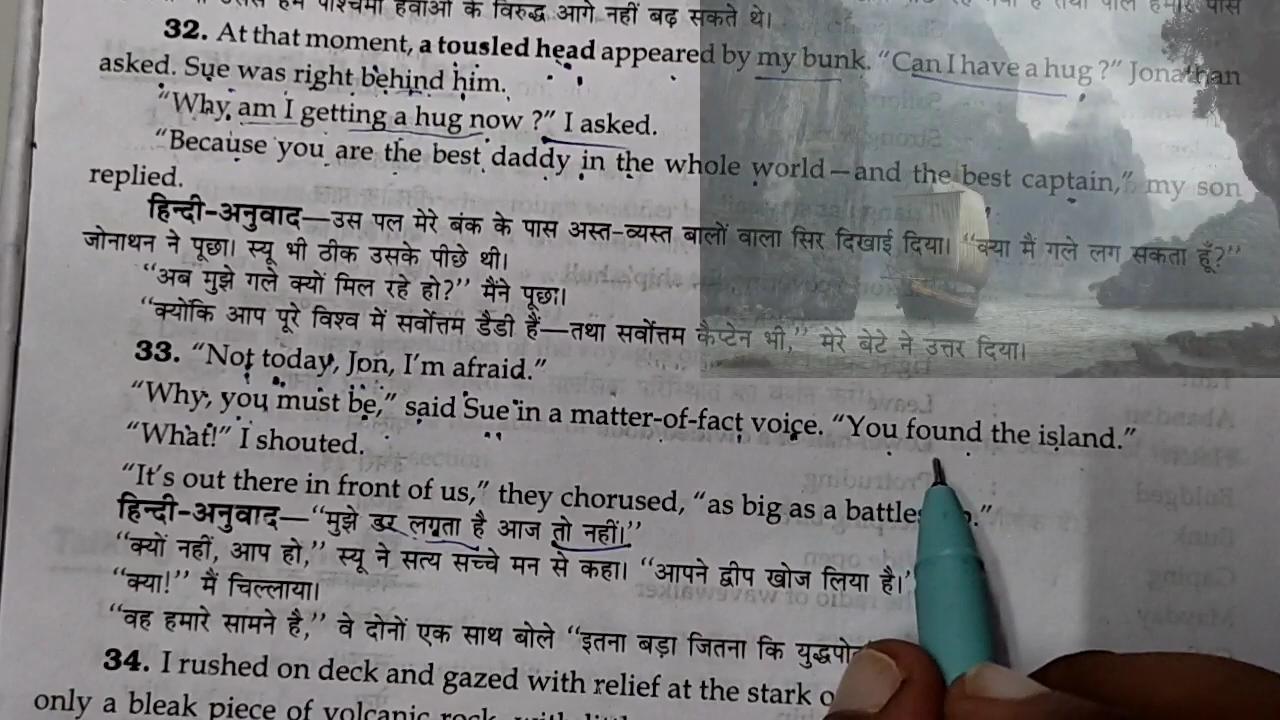 के विरुद्ध आगे नहीं बढ़ सकते थे।
32. At that moment, a tousled head appeared by my bunk. “Can I have a hug ?” Jonathan
asked. Sue was right behind him.
“Why am I getting a hug now ?” I asked.
“Because you are the best daddy in the whole world—and the best captain,” my son
replied.
हिन्दी-अनुवाद—उस पल मेरे बंक के पास अस्त-व्यस्त बालों वाला सिर दिखाई दिया। “क्या मैं गले लग सकता हूँ?”
जोनाथन ने पूछा। स्यू भी ठीक उसके पीछे थी।
“अब मुझे गले क्यों मिल रहे हो?” मैंने पूछा।
“क्योंकि आप पूरे विश्व में सर्वोत्तम डैडी हैं—तथा सर्वोत्तम कैप्टेन भी,” मेरे बेटे ने उत्तर दिया।
33. “Not today, Jon, I’m afraid.”
“Why, you must be,” said Sue in a matter-of-fact voice. “You found the island.”
“What!” I shouted.
“It’s out there in front of us,” they chorused, “as big as a
हिन्दी-अनुवाद—“मुझे डर लगता है आज तो नहीं।”
“क्यों नहीं, आप हो,” स्यू ने सत्य सच्चे मन से कहा। “आपने द्वीप खोज लिया है।’
“क्या!” मैं चिल्लाया।
“वह हमारे सामने है,” वे दोनों एक साथ बोले “इतना बड़ा जितना कि
34. I rushed on deck and gazed with relief at the stark
only a bleak piece of volcanic rock, with